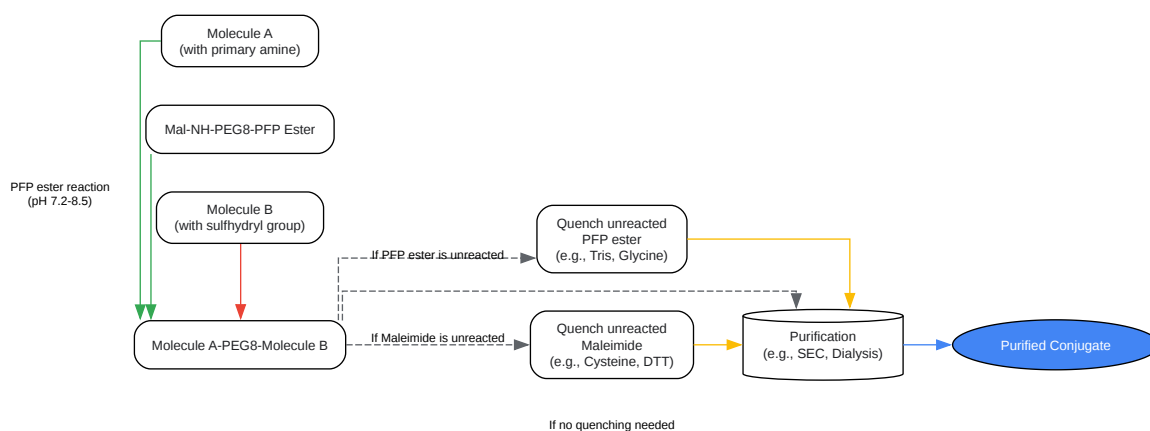 Molecule A
(with primary amine)
Mal-NH-PEG8-PFP Ester
PFP ester reaction
(pH 7.2-8.5)
Molecule B
(with sulfhydryl group)
If PFP ester is unreacted
Quench unreacted
PFP ester
(e.g., Tris, Glycine)
Molecule A-PEG8-Molecule B
If Maleimide is unreacted
Quench unreacted
Maleimide
(e.g., Cysteine, DTT)
Purification
(e.g., SEC, Dialysis)
Purified Conjugate
If no quenching needed